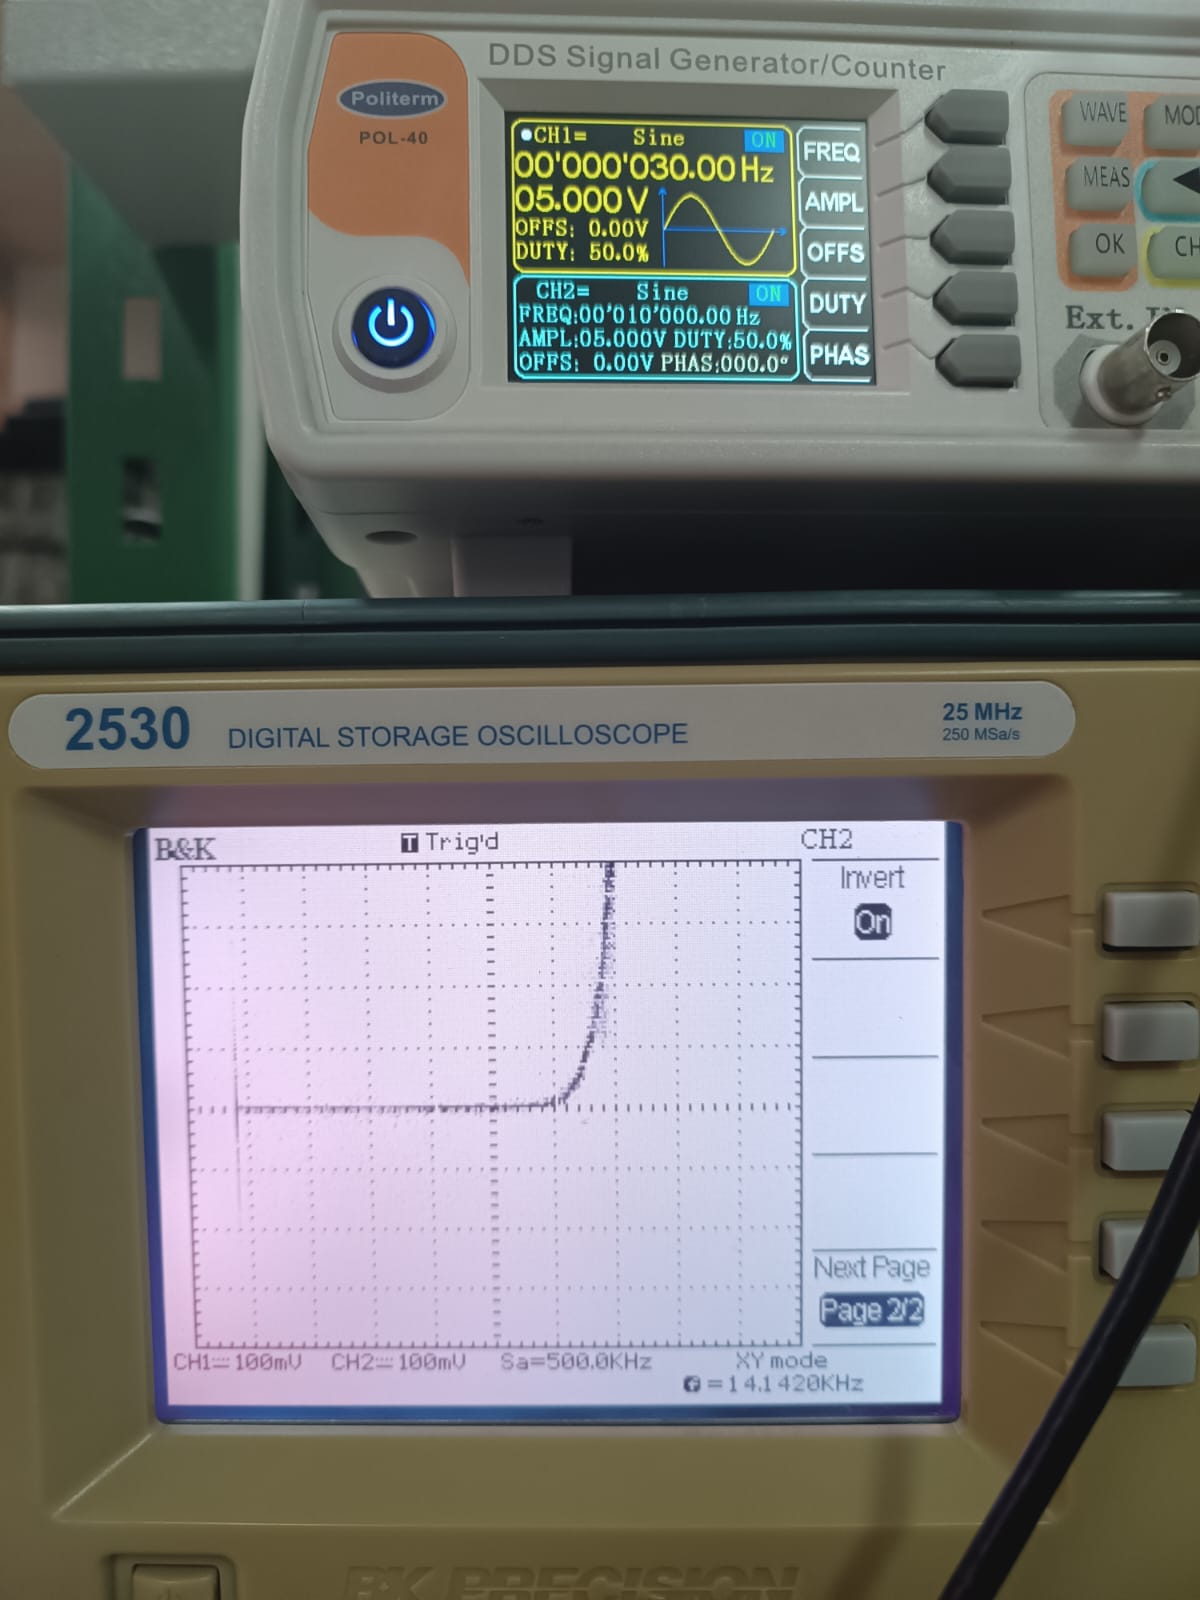 DDS Signal Generator/Counter
Politerm
POL-40
CH1= Sine ON
00'000'030.00 Hz
05.000 V
OFFS: 0.00V
DUTY: 50.0%
CH2= Sine ON
FREQ:00'010'000.00 Hz
AMPL:05.000V DUTY:50.0%
OFFS: 0.00V PHAS:000.0°
FREQ
AMPL
OFFS
DUTY
PHAS
WAVE
MEAS
OK
Ext.
2530 DIGITAL STORAGE OSCILLOSCOPE
25 MHz
250 MSa/s
B&K T Trig'd CH2
Invert
On
Next Page
Page 2/2
CH1 100mV CH2 100mV Sa=500.0KHz XY mode
=14.1420KHz
BK PRECISION